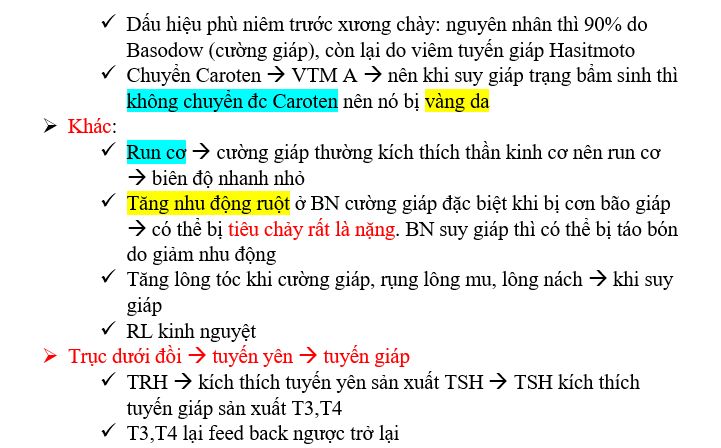 ✓ Dấu hiệu phù niêm trước xương chày: nguyên nhân thì 90% do
Basodow (cường giáp), còn lại do viêm tuyến giáp Hasitmoto
✓ Chuyển Caroten → VTM A → nên khi suy giáp trạng bẩm sinh thì
không chuyển đc Caroten nên nó bị vàng da
➢ Khác:
✓ Run cơ → cường giáp thường kích thích thần kinh cơ nên run cơ
→ biên độ nhanh nhỏ
✓ Tăng nhu động ruột ở BN cường giáp đặc biệt khi bị cơn bão giáp
→ có thể bị tiêu chảy rất là nặng. BN suy giáp thì có thể bị táo bón
do giảm nhu động
✓ Tăng lông tóc khi cường giáp, rụng lông mu, lông nách → khi suy
giáp
✓ RL kinh nguyệt
➢ Trục dưới đồi → tuyến yên → tuyến giáp
✓ TRH → kích thích tuyến yên sản xuất TSH → TSH kích thích
tuyến giáp sản xuất T3,T4
✓ T3,T4 lại feed back ngược trở lại